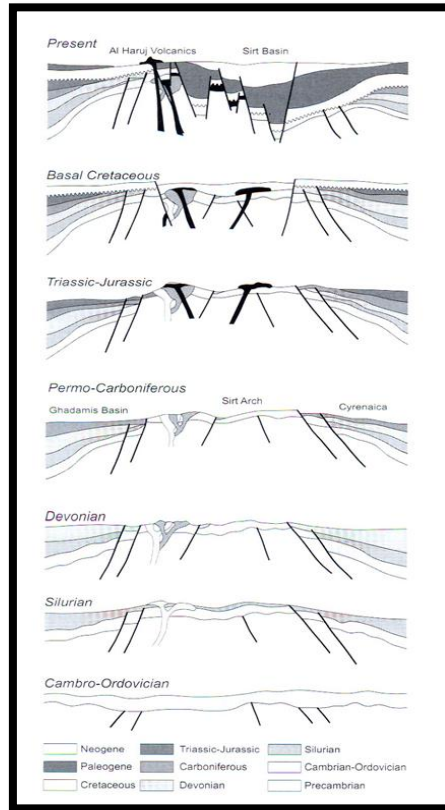 Present
Al Haruj Volcanics Sirt Basin
Basal Cretaceous
Triassic-Jurassic
Permo-Carboniferous
Ghadamis Basin Sirt Arch Cyrenaica
Devonian
Silurian
Cambro-Ordovician
Neogene Triassic-Jurassic Silurian
Paleogene Carboniferous Cambrian-Ordovician
Cretaceous Devonian Precambrian